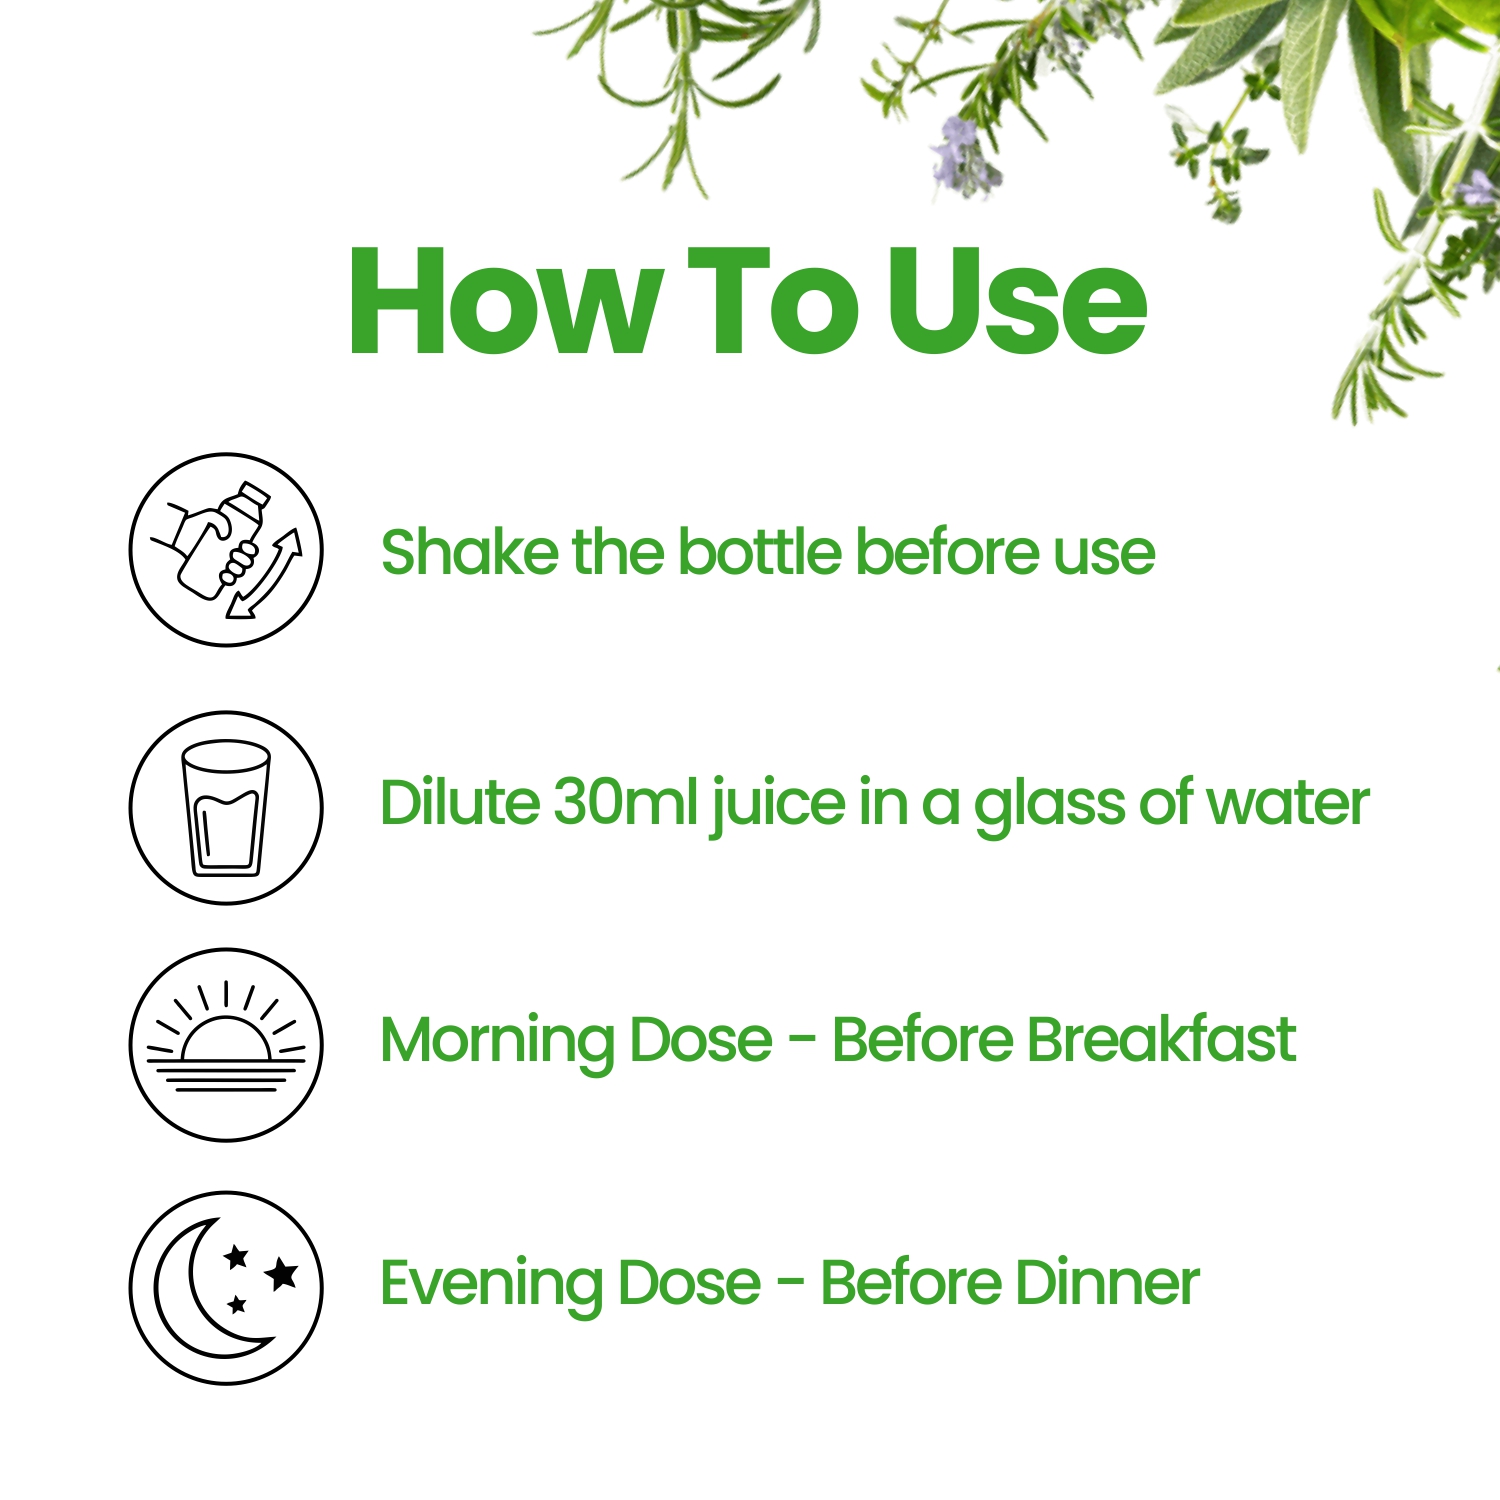 How To Use
Shake the bottle before use
Dilute 30ml juice in a glass of water
Morning Dose - Before Breakfast
Evening Dose - Before Dinner